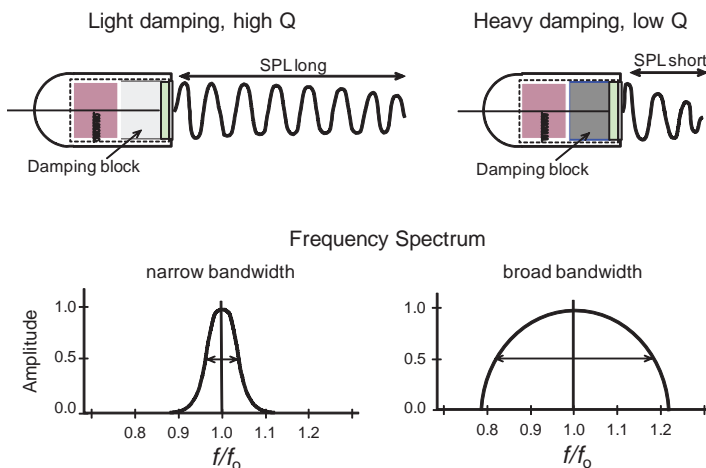 Light damping, high Q
Heavy damping, low Q
SPL long
SPL short
Damping block
Damping block
Frequency Spectrum
narrow bandwidth
broad bandwidth
Amplitude
1.0
0.5
0.0
0.8 0.9 1.0 1.1 1.2
f/fo
1.0
0.5
0.0
0.8 0.9 1.0 1.1 1.2
f/fo